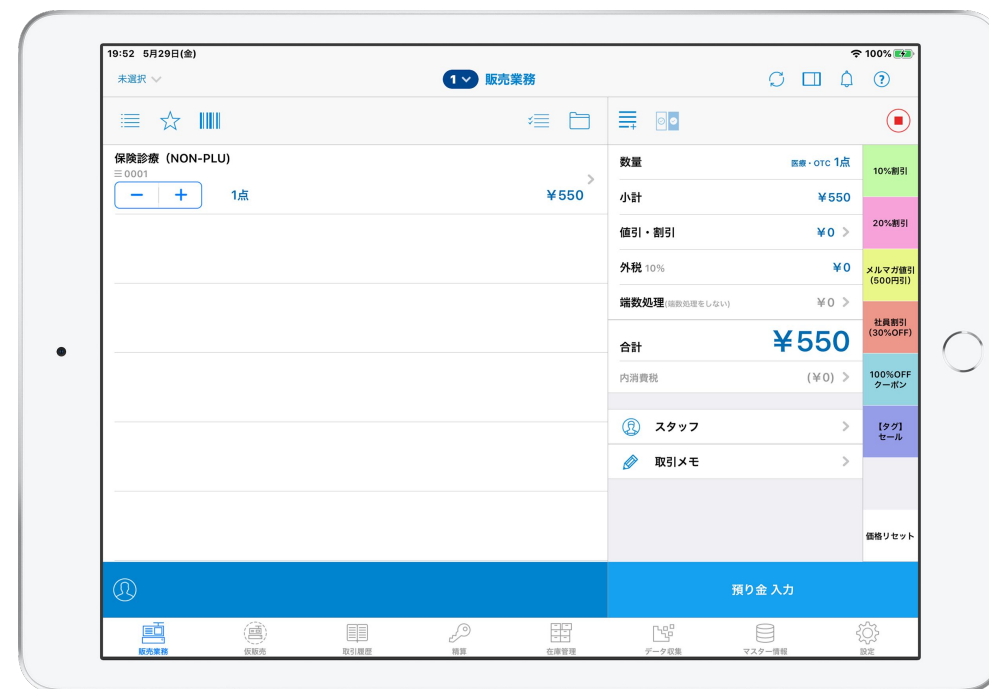 19:52 5月29日(金)
100%
未選択
1 販売業務
保険診療（NON-PLU）
0001
− + 1点 ¥550
数量 医療・OTC 1点
小計 ¥550
値引・割引 ¥0
外税 10% ¥0
端数処理(端数処理をしない) ¥0
合計 ¥550
内消費税 (¥0)
スタッフ
取引メモ
10%割引
20%割引
メルマガ値引
(500円引)
社員割引
(30%OFF)
100%OFF
クーポン
【タグ】
セール
価格リセット
預り金 入力
販売業務
仮販売
取引履歴
精算
在庫管理
データ収集
マスター情報
設定